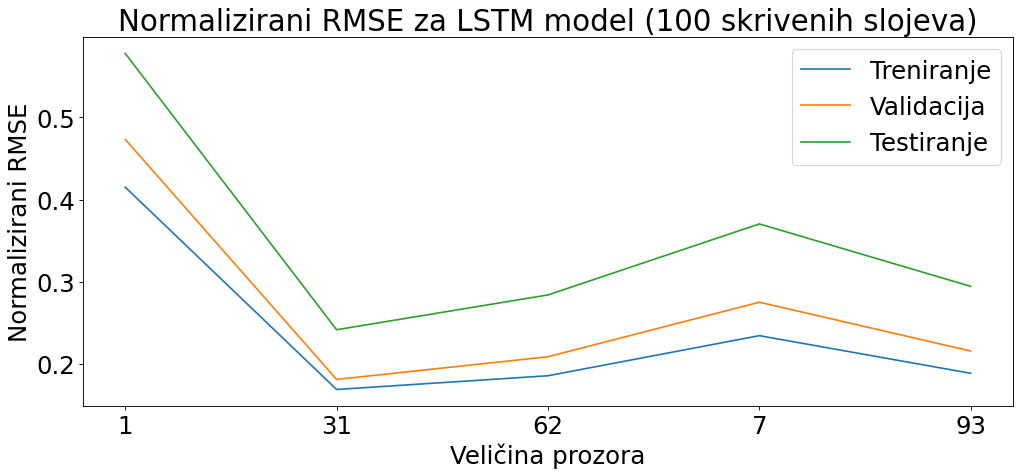 Normalizirani RMSE za LSTM model (100 skrivenih slojeva)
Treniranje
Validacija
Testiranje
Normalizirani RMSE
0.5
0.4
0.3
0.2
1 31 62 7 93
Veličina prozora